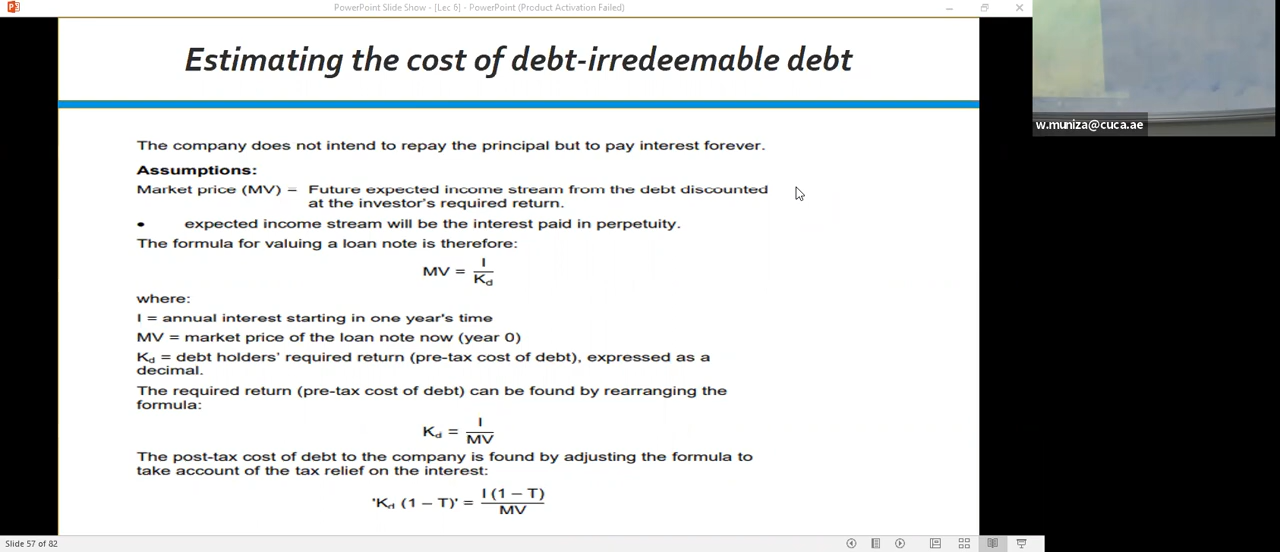 PowerPoint Slide Show - [Lec 6] - PowerPoint (Product Activation Failed)
Estimating the cost of debt-irredeemable debt
w.muniza@cuca.ae
The company does not intend to repay the principal but to pay interest forever.
Assumptions:
Market price (MV) = Future expected income stream from the debt discounted
at the investor's required return.
• expected income stream will be the interest paid in perpetuity.
The formula for valuing a loan note is therefore:
MV = I / Kd
where:
I = annual interest starting in one year's time
MV = market price of the loan note now (year 0)
Kd = debt holders' required return (pre-tax cost of debt), expressed as a
decimal.
The required return (pre-tax cost of debt) can be found by rearranging the
formula:
Kd = I / MV
The post-tax cost of debt to the company is found by adjusting the formula to
take account of the tax relief on the interest:
'Kd (1 – T)' = I (1 – T) / MV
Slide 57 of 82